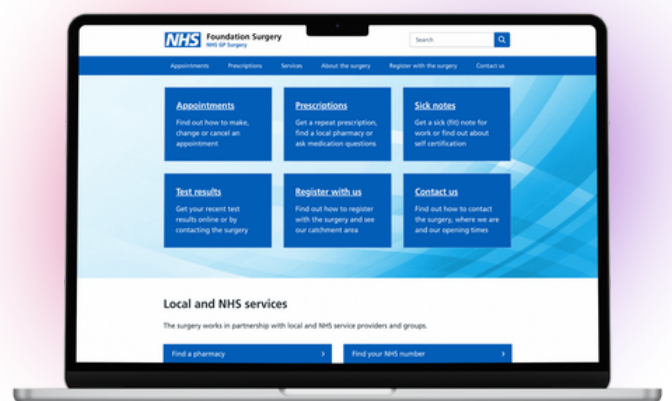 NHS Foundation Surgery
NHS GP Surgery
Search
Appointments Prescriptions Services About the surgery Register with the surgery Contact us
Appointments
Find out how to make,
change or cancel an
appointment
Prescriptions
Get a repeat prescription,
find a local pharmacy or
ask medication questions
Sick notes
Get a sick (fit) note for
work or find out about
self certification
Test results
Get your recent test
results online or by
contacting the surgery
Register with us
Find out how to register
with the surgery and see
our catchment area
Contact us
Find out how to contact
the surgery, where we are
and our opening times
Local and NHS services
The surgery works in partnership with local and NHS service providers and groups.
Find a pharmacy
Find your NHS number